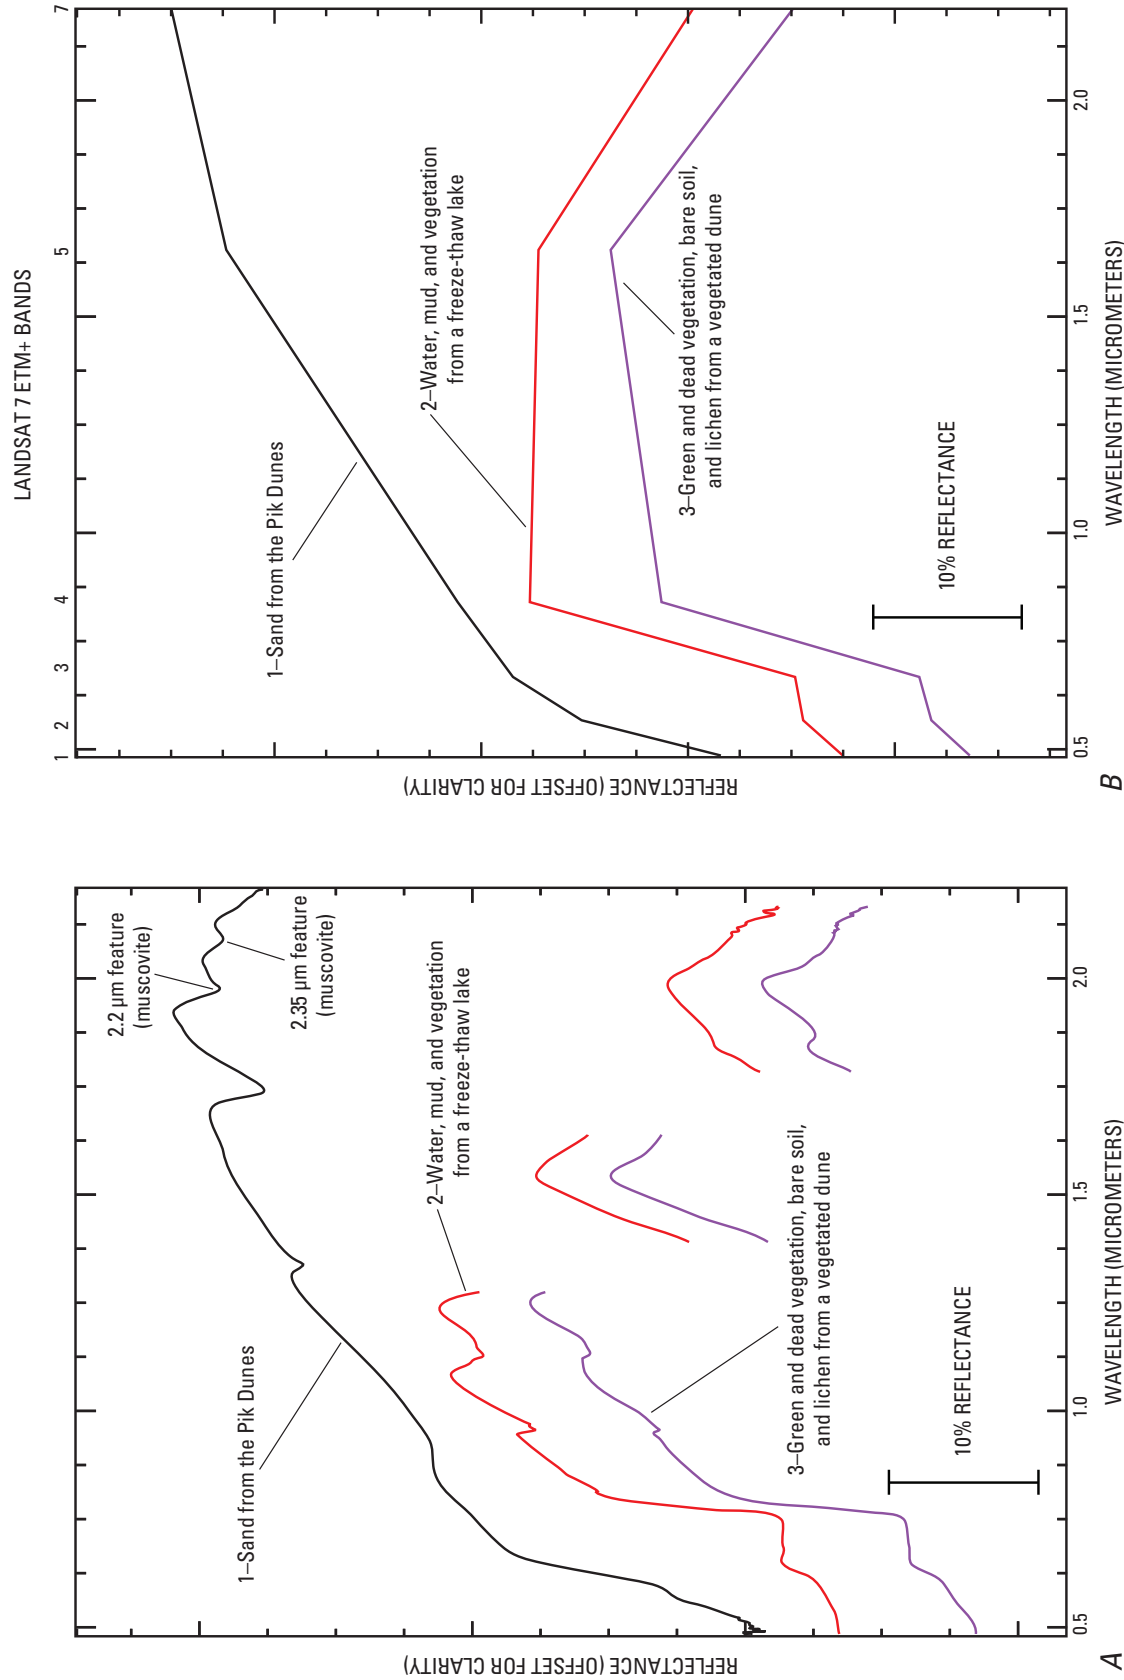 1–Sand from the Pik Dunes
2.2 µm feature
(muscovite)
2.35 µm feature
(muscovite)
2–Water, mud, and vegetation
from a freeze-thaw lake
3–Green and dead vegetation, bare soil,
and lichen from a vegetated dune
10% REFLECTANCE
REFLECTANCE (OFFSET FOR CLARITY)
0.5
1.0
1.5
2.0
WAVELENGTH (MICROMETERS)
A
LANDSAT 7 ETM+ BANDS
1
2
3
4
5
7
1–Sand from the Pik Dunes
2–Water, mud, and vegetation
from a freeze-thaw lake
3–Green and dead vegetation, bare soil,
and lichen from a vegetated dune
10% REFLECTANCE
REFLECTANCE (OFFSET FOR CLARITY)
0.5
1.0
1.5
2.0
WAVELENGTH (MICROMETERS)
B